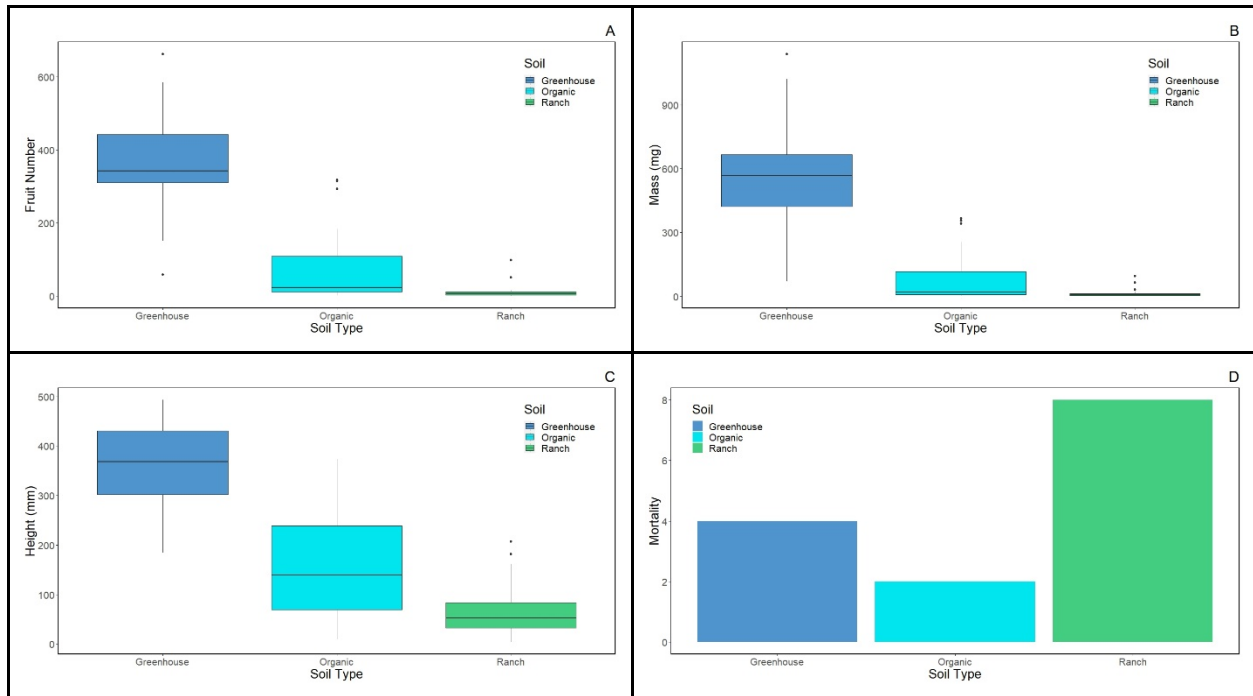 A
Fruit Number
600
400
200
0
Soil
Greenhouse
Organic
Ranch
Greenhouse Organic Ranch
Soil Type
B
Mass (mg)
900
600
300
0
Soil
Greenhouse
Organic
Ranch
Greenhouse Organic Ranch
Soil Type
C
Height (mm)
500
400
300
200
100
0
Soil
Greenhouse
Organic
Ranch
Greenhouse Organic Ranch
Soil Type
D
Mortality
8
6
4
2
0
Soil
Greenhouse
Organic
Ranch
Greenhouse Organic Ranch
Soil Type